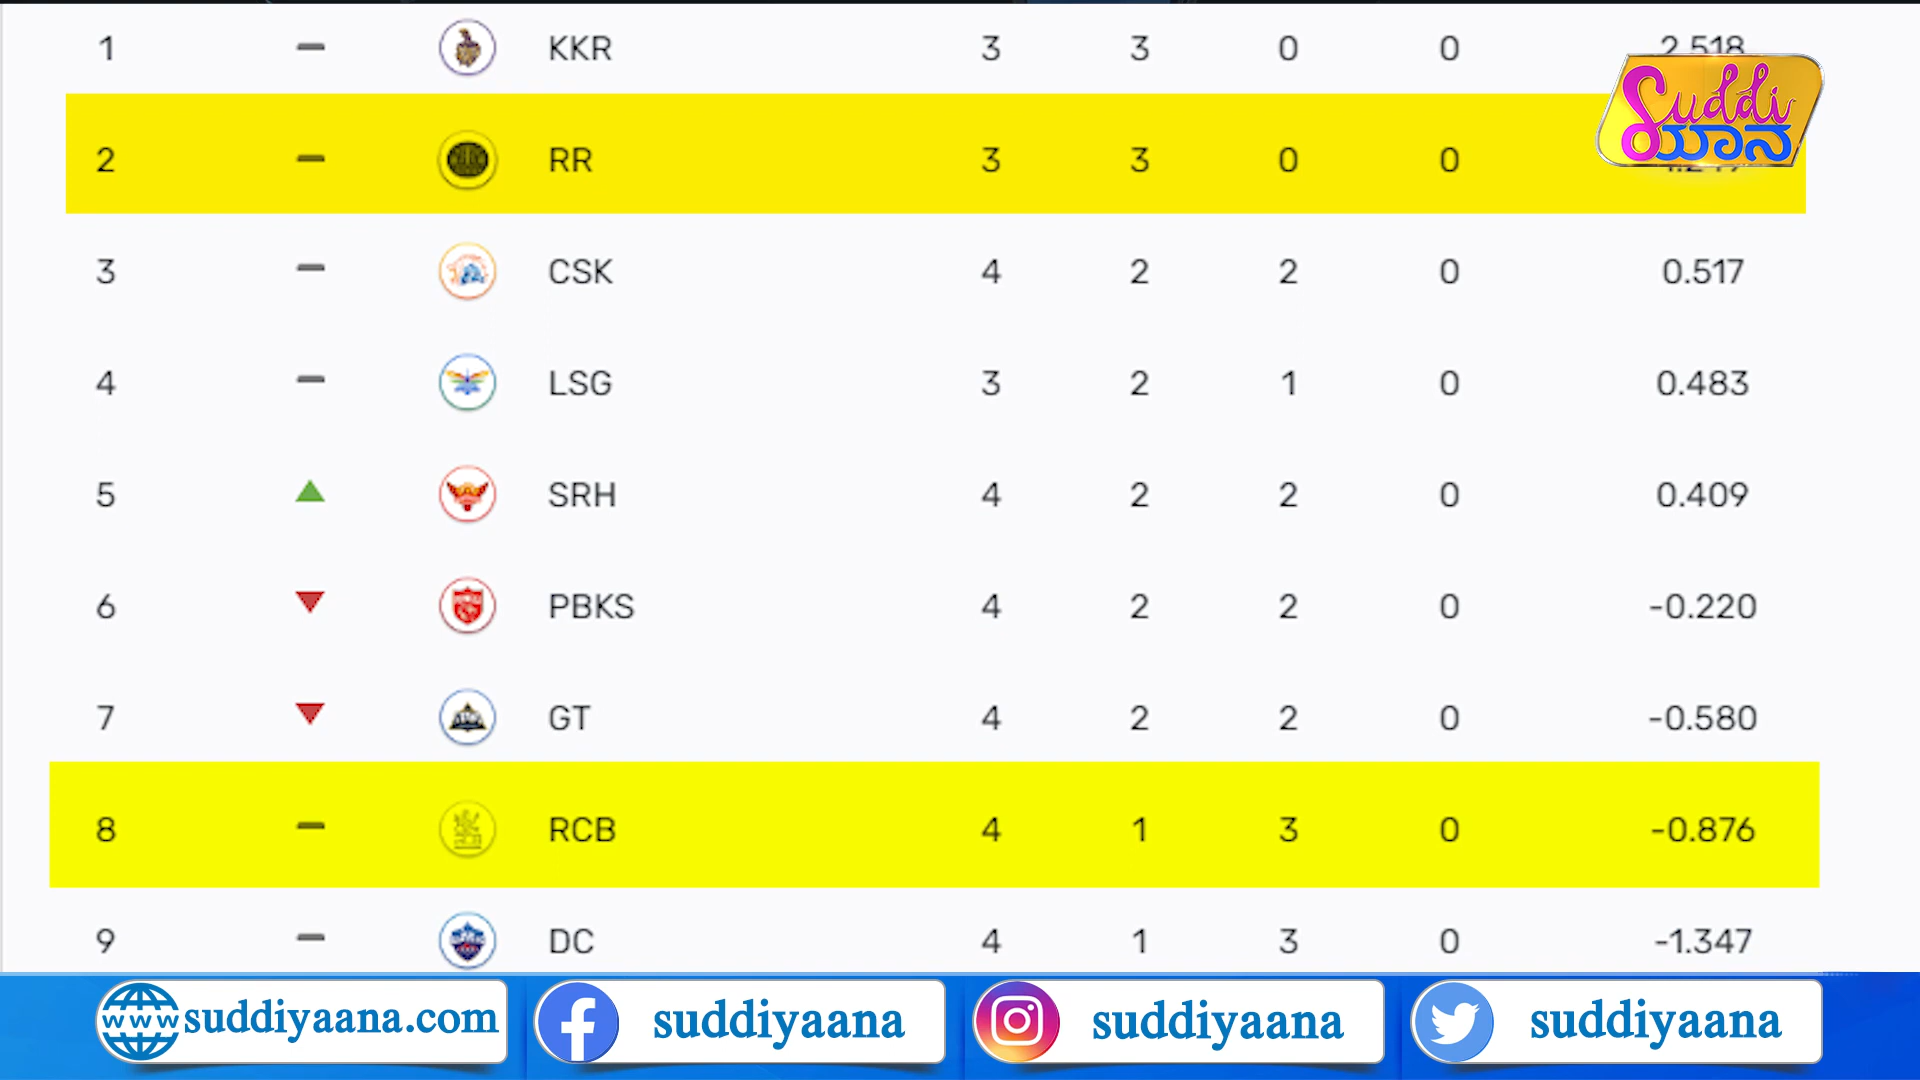 1 KKR 3 3 0 0 2.518
Suddi
ಯಾನ
2 RR 3 3 0 0
3 CSK 4 2 2 0 0.517
4 LSG 3 2 1 0 0.483
5 SRH 4 2 2 0 0.409
6 PBKS 4 2 2 0 -0.220
7 GT 4 2 2 0 -0.580
8 RCB 4 1 3 0 -0.876
9 DC 4 1 3 0 -1.347
www suddiyaana.com suddiyaana suddiyaana suddiyaana